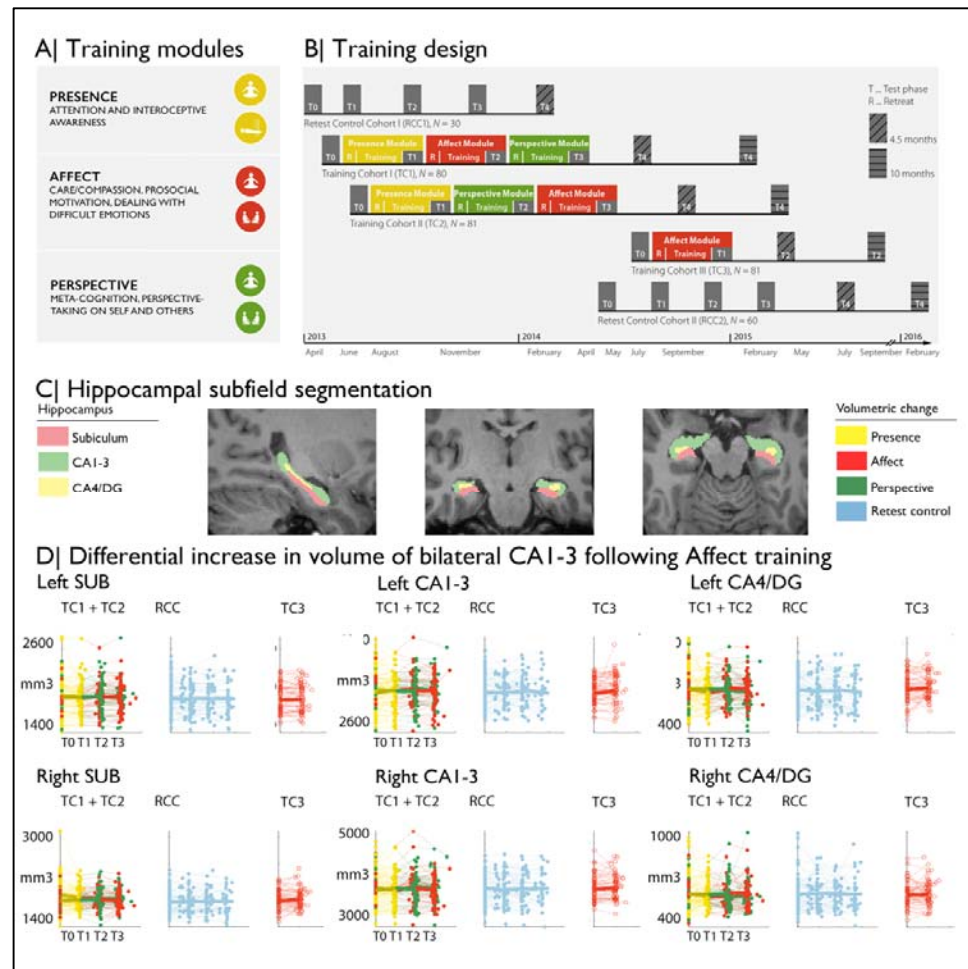 A| Training modules
PRESENCE
ATTENTION AND INTEROCEPTIVE
AWARENESS
AFFECT
CARE/COMPASSION, PROSOCIAL
MOTIVATION, DEALING WITH
DIFFICULT EMOTIONS
PERSPECTIVE
META-COGNITION, PERSPECTIVE-
TAKING ON SELF AND OTHERS
B| Training design
T0 T1 T2 T3 T4
Retest Control Cohort I (RCC1), N = 30
Presence Module Affect Module Perspective Module
T0 R Training T1 R Training T2 R Training T3 T4 T4
Training Cohort I (TC1), N = 80
Presence Module Perspective Module Affect Module
T0 R Training T1 R Training T2 R Training T3 T4 T4
Training Cohort II (TC2), N = 81
Affect Module
T0 R Training T1 T2 T2
Training Cohort III (TC3), N = 81
T0 T1 T2 T3 T4 T4
Retest Control Cohort II (RCC2), N = 60
T ... Test phase
R ... Retreat
4.5 months
10 months
2013 2014 2015 2016
April June August November February April May July September February May July September February
C| Hippocampal subfield segmentation
Hippocampus
Subiculum
CA1-3
CA4/DG
Volumetric change
Presence
Affect
Perspective
Retest control
D| Differential increase in volume of bilateral CA1-3 following Affect training
Left SUB Left CA1-3 Left CA4/DG
TC1 + TC2 RCC TC3 TC1 + TC2 RCC TC3 TC1 + TC2 RCC TC3
2600
mm3 mm3
1400 2600 400
T0 T1 T2 T3 T0 T1 T2 T3 T0 T1 T2 T3
Right SUB Right CA1-3 Right CA4/DG
TC1 + TC2 RCC TC3 TC1 + TC2 RCC TC3 TC1 + TC2 RCC TC3
3000 5000 1000
mm3 mm3 mm3
1400 3000 400
T0 T1 T2 T3 T0 T1 T2 T3 T0 T1 T2 T3